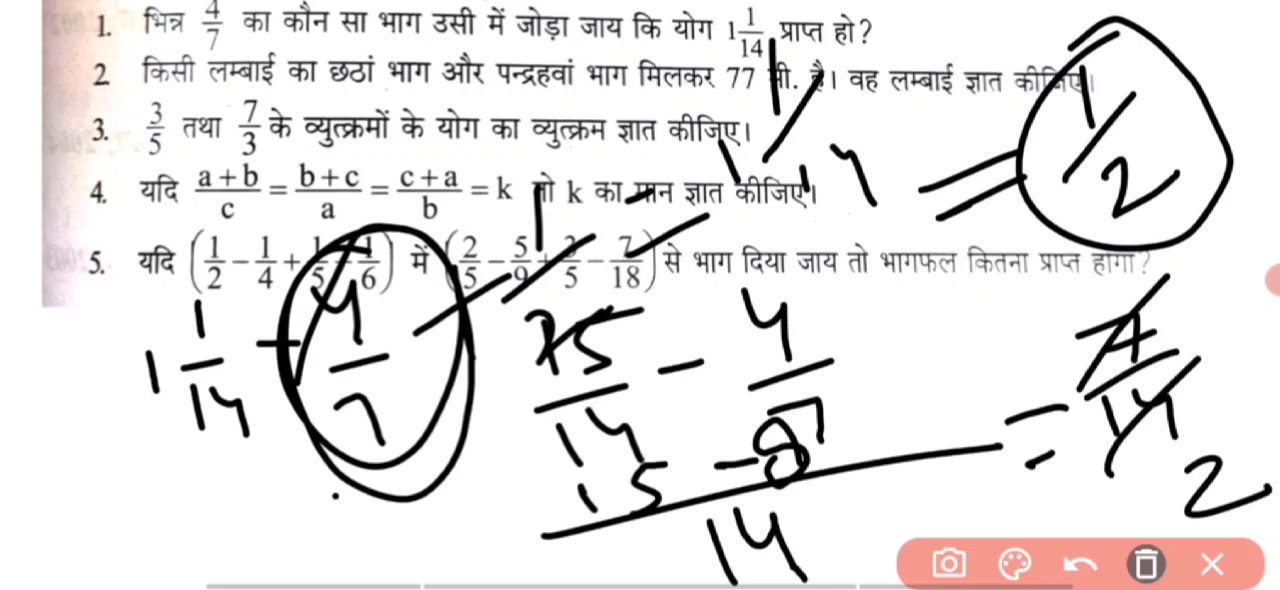 1. भिन्न 4/7 का कौन सा भाग उसी में जोड़ा जाय कि योग 1 1/14 प्राप्त हो?
2 किसी लम्बाई का छठां भाग और पन्द्रहवां भाग मिलकर 77 मी. है। वह लम्बाई ज्ञात कीजिए।
3. 3/5 तथा 7/3 के व्युत्क्रमों के योग का व्युत्क्रम ज्ञात कीजिए।
4. यदि (a+b)/c = (b+c)/a = (c+a)/b = k तो k का मान ज्ञात कीजिए।
5. यदि (1/2 − 1/4 + 1/5 1/6) में (2/5 − 5/9 + 3/5 − 7/18) से भाग दिया जाय तो भागफल कितना प्राप्त होगा?
= 1/2
1 1/14 − 4/7
15/14 − 4/7 = 7/14
15 − 8
14
2